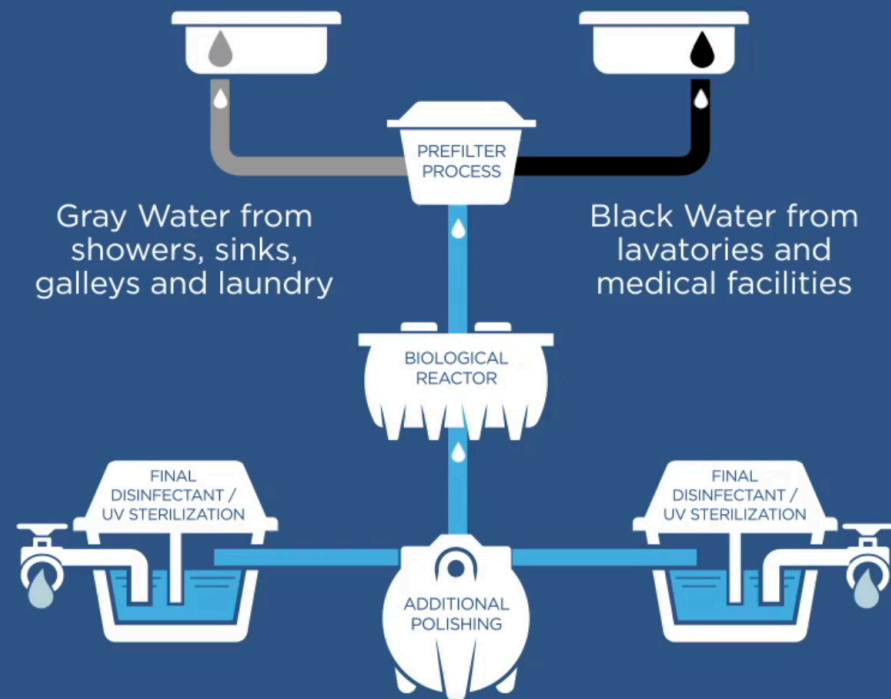 PREFILTER
PROCESS
Gray Water from
showers, sinks,
galleys and laundry
Black Water from
lavatories and
medical facilities
BIOLOGICAL
REACTOR
FINAL
DISINFECTANT /
UV STERILIZATION
FINAL
DISINFECTANT /
UV STERILIZATION
ADDITIONAL
POLISHING